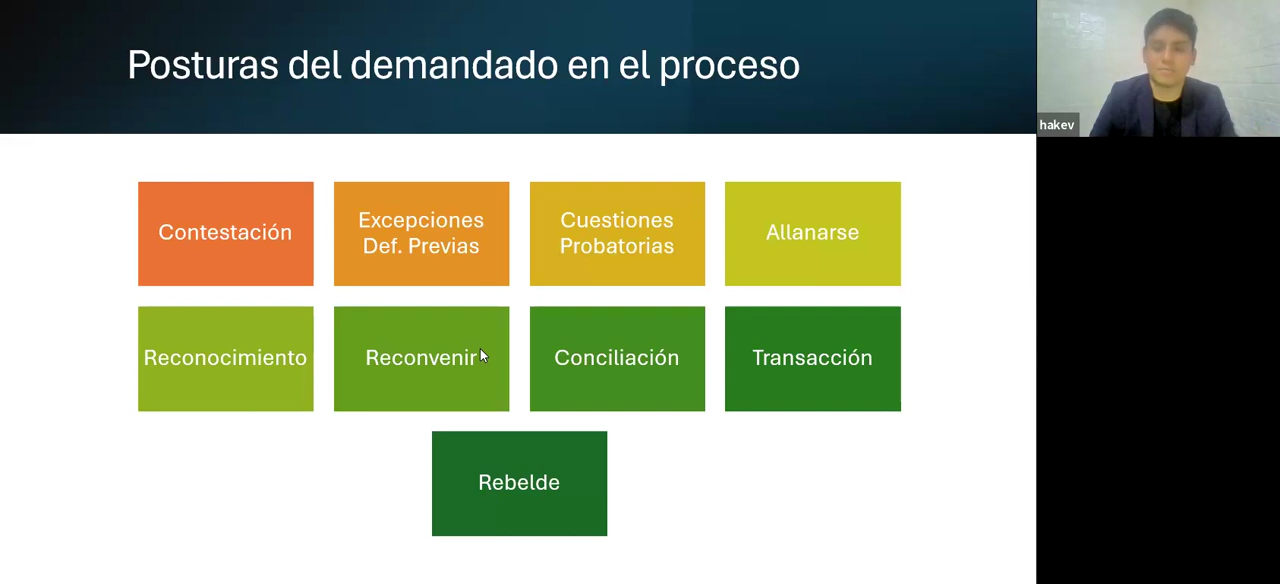 Posturas del demandado en el proceso
hakev
Contestación
Excepciones
Def. Previas
Cuestiones
Probatorias
Allanarse
Reconocimiento
Reconvenir
Conciliación
Transacción
Rebelde